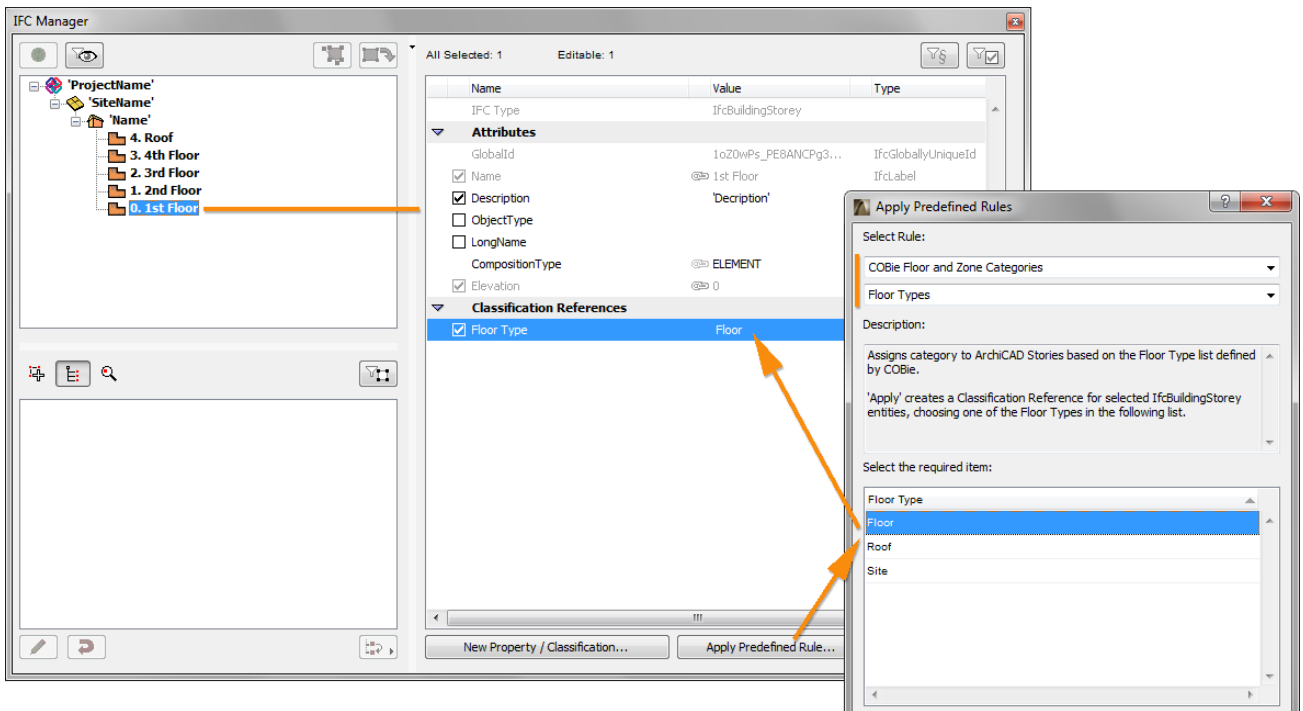 IFC Manager
All Selected: 1 Editable: 1
'ProjectName'
'SiteName'
'Name'
4. Roof
3. 4th Floor
2. 3rd Floor
1. 2nd Floor
0. 1st Floor
Name Value Type
IFC Type IfcBuildingStorey
Attributes
GlobalId 1oZ0wPs_PE8ANCPg3... IfcGloballyUniqueId
Name 1st Floor IfcLabel
Description 'Decription'
ObjectType
LongName
CompositionType ELEMENT
Elevation 0
Classification References
Floor Type Floor
New Property / Classification... Apply Predefined Rule...
Apply Predefined Rules
Select Rule:
COBie Floor and Zone Categories
Floor Types
Description:
Assigns category to ArchiCAD Stories based on the Floor Type list defined
by COBie.
'Apply' creates a Classification Reference for selected IfcBuildingStorey
entities, choosing one of the Floor Types in the following list.
Select the required item:
Floor Type
Floor
Roof
Site